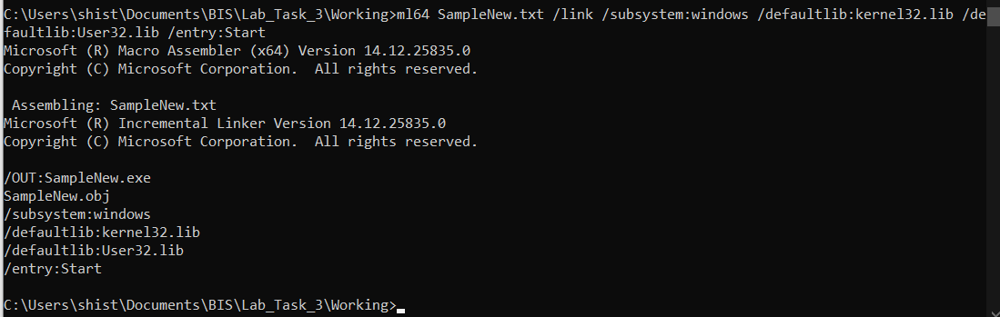 C:\Users\shist\Documents\BIS\Lab_Task_3\Working>ml64 SampleNew.txt /link /subsystem:windows /defaultlib:kernel32.lib /de
faultlib:User32.lib /entry:Start
Microsoft (R) Macro Assembler (x64) Version 14.12.25835.0
Copyright (C) Microsoft Corporation.  All rights reserved.

 Assembling: SampleNew.txt
Microsoft (R) Incremental Linker Version 14.12.25835.0
Copyright (C) Microsoft Corporation.  All rights reserved.

/OUT:SampleNew.exe
SampleNew.obj
/subsystem:windows
/defaultlib:kernel32.lib
/defaultlib:User32.lib
/entry:Start

C:\Users\shist\Documents\BIS\Lab_Task_3\Working>